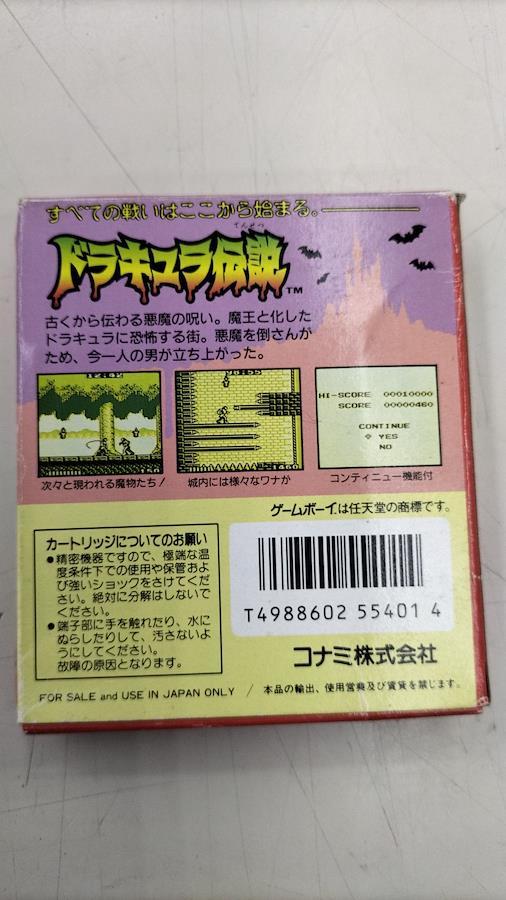 すべての戦いはここから始まる。
でんせつ
ドラキュラ伝説
TM
古くから伝わる悪魔の呪い。魔王と化した
ドラキュラに恐怖する街。悪魔を倒さんが
ため、今一人の男が立ち上がった。
HI-SCORE 00010000
SCORE 00000460
CONTINUE
YES
NO
次々と現われる魔物たち!
城内には様々なワナが
コンティニュー機能付
ゲームボーイは任天堂の商標です。
カートリッジについてのお願い
●精密機器ですので、極端な温
度条件下での使用や保管およ
び強いショックをさけてくだ
さい。絶対に分解はしないで
ください。
●端子部に手を触れたり、水に
ぬらしたりして、汚さないよ
うにしてください。
故障の原因となります。
T4988602 55401 4
コナミ株式会社
FOR SALE and USE IN JAPAN ONLY / 本品の輸出、使用営業及び賃貸を禁じます。